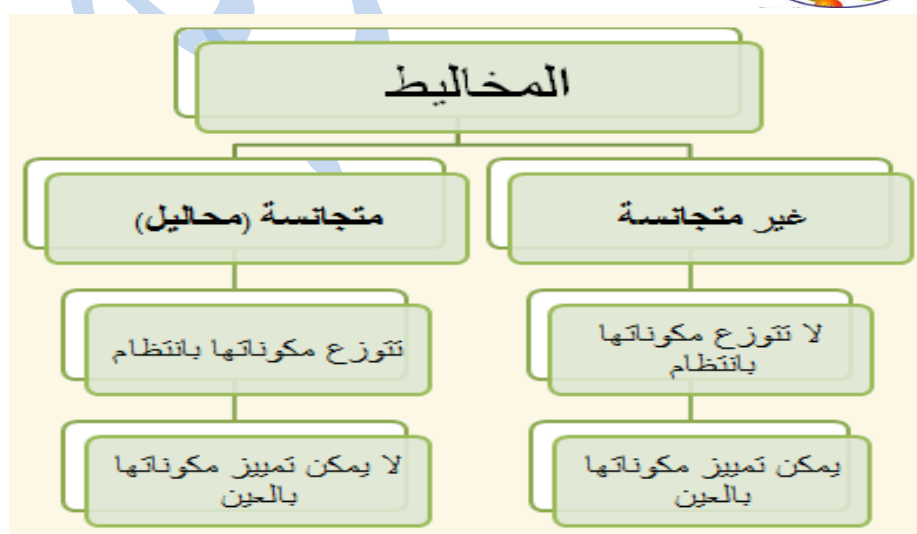 المخاليط
غير متجانسة
متجانسة (محاليل)
لا تتوزع مكوناتها
بانتظام
تتوزع مكوناتها بانتظام
يمكن تمييز مكوناتها
بالعين
لا يمكن تمييز مكوناتها
بالعين